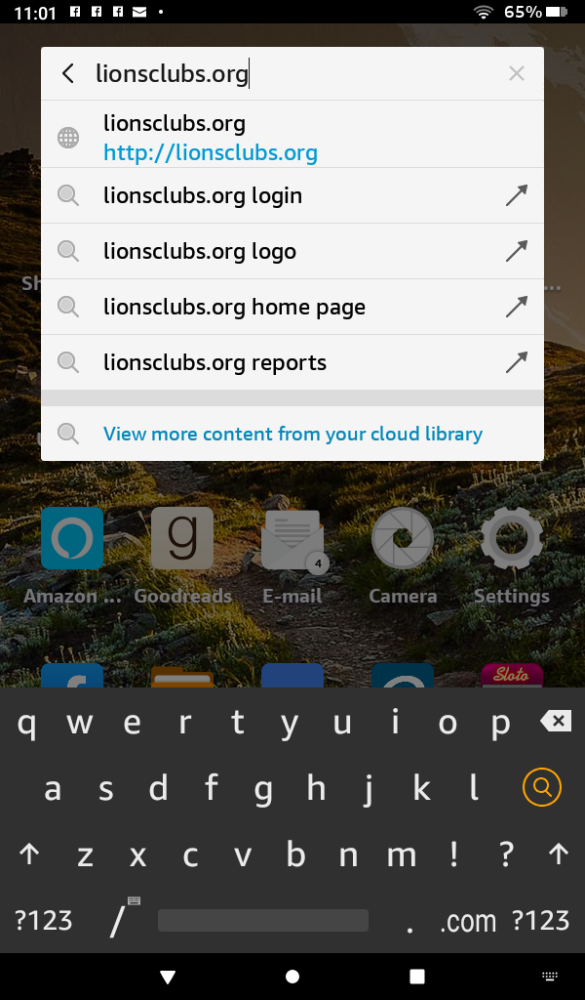 11:01
65%
lionsclubs.org
lionsclubs.org
http://lionsclubs.org
lionsclubs.org login
lionsclubs.org logo
lionsclubs.org home page
lionsclubs.org reports
View more content from your cloud library
4
Amazon ... Goodreads E-mail Camera Settings
Sloto
q w e r t y u i o p
a s d f g h j k l
z x c v b n m ! ?
?123 / . .com ?123